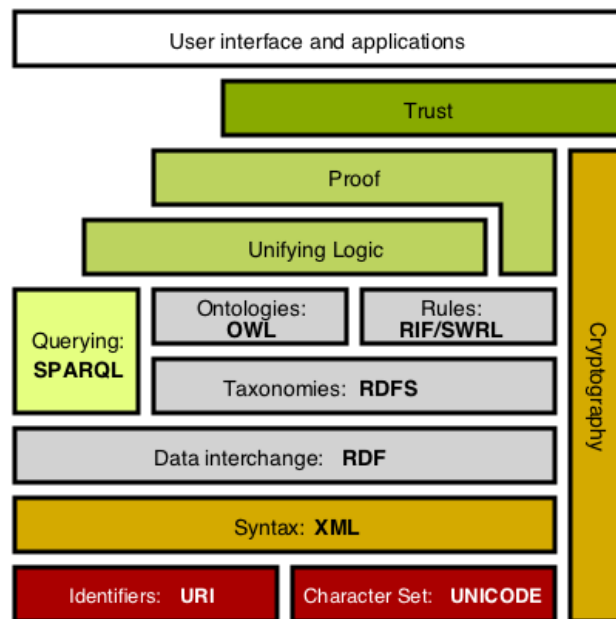 User interface and applications
Trust
Proof
Unifying Logic
Querying:
SPARQL
Ontologies:
OWL
Rules:
RIF/SWRL
Taxonomies: RDFS
Data interchange: RDF
Syntax: XML
Identifiers: URI
Character Set: UNICODE
Cryptography